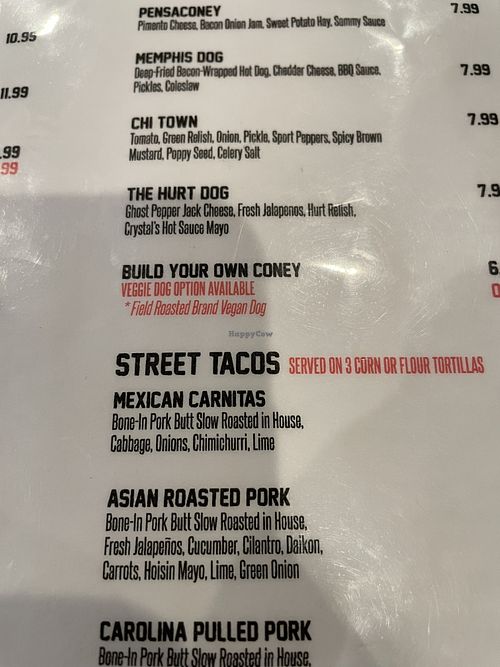 PENSACONEY 7.99
Pimento Cheese, Bacon Onion Jam, Sweet Potato Hay, Sammy Sauce
10.95
MEMPHIS DOG 7.99
Deep-Fried Bacon-Wrapped Hot Dog, Cheddar Cheese, BBQ Sauce,
Pickles, Coleslaw
11.99
CHI TOWN 7.99
Tomato, Green Relish, Onion, Pickle, Sport Peppers, Spicy Brown
Mustard, Poppy Seed, Celery Salt
.99
99
THE HURT DOG 7.9
Ghost Pepper Jack Cheese, Fresh Jalapenos, Hurt Relish,
Crystal's Hot Sauce Mayo
BUILD YOUR OWN CONEY 6.
VEGGIE DOG OPTION AVAILABLE
*Field Roasted Brand Vegan Dog
HappyCow
STREET TACOS SERVED ON 3 CORN OR FLOUR TORTILLAS
MEXICAN CARNITAS
Bone-In Pork Butt Slow Roasted in House,
Cabbage, Onions, Chimichurri, Lime
ASIAN ROASTED PORK
Bone-In Pork Butt Slow Roasted in House,
Fresh Jalapeños, Cucumber, Cilantro, Daikon,
Carrots, Hoisin Mayo, Lime, Green Onion
CAROLINA PULLED PORK
Bone-In Pork Butt Slow Roasted in House,